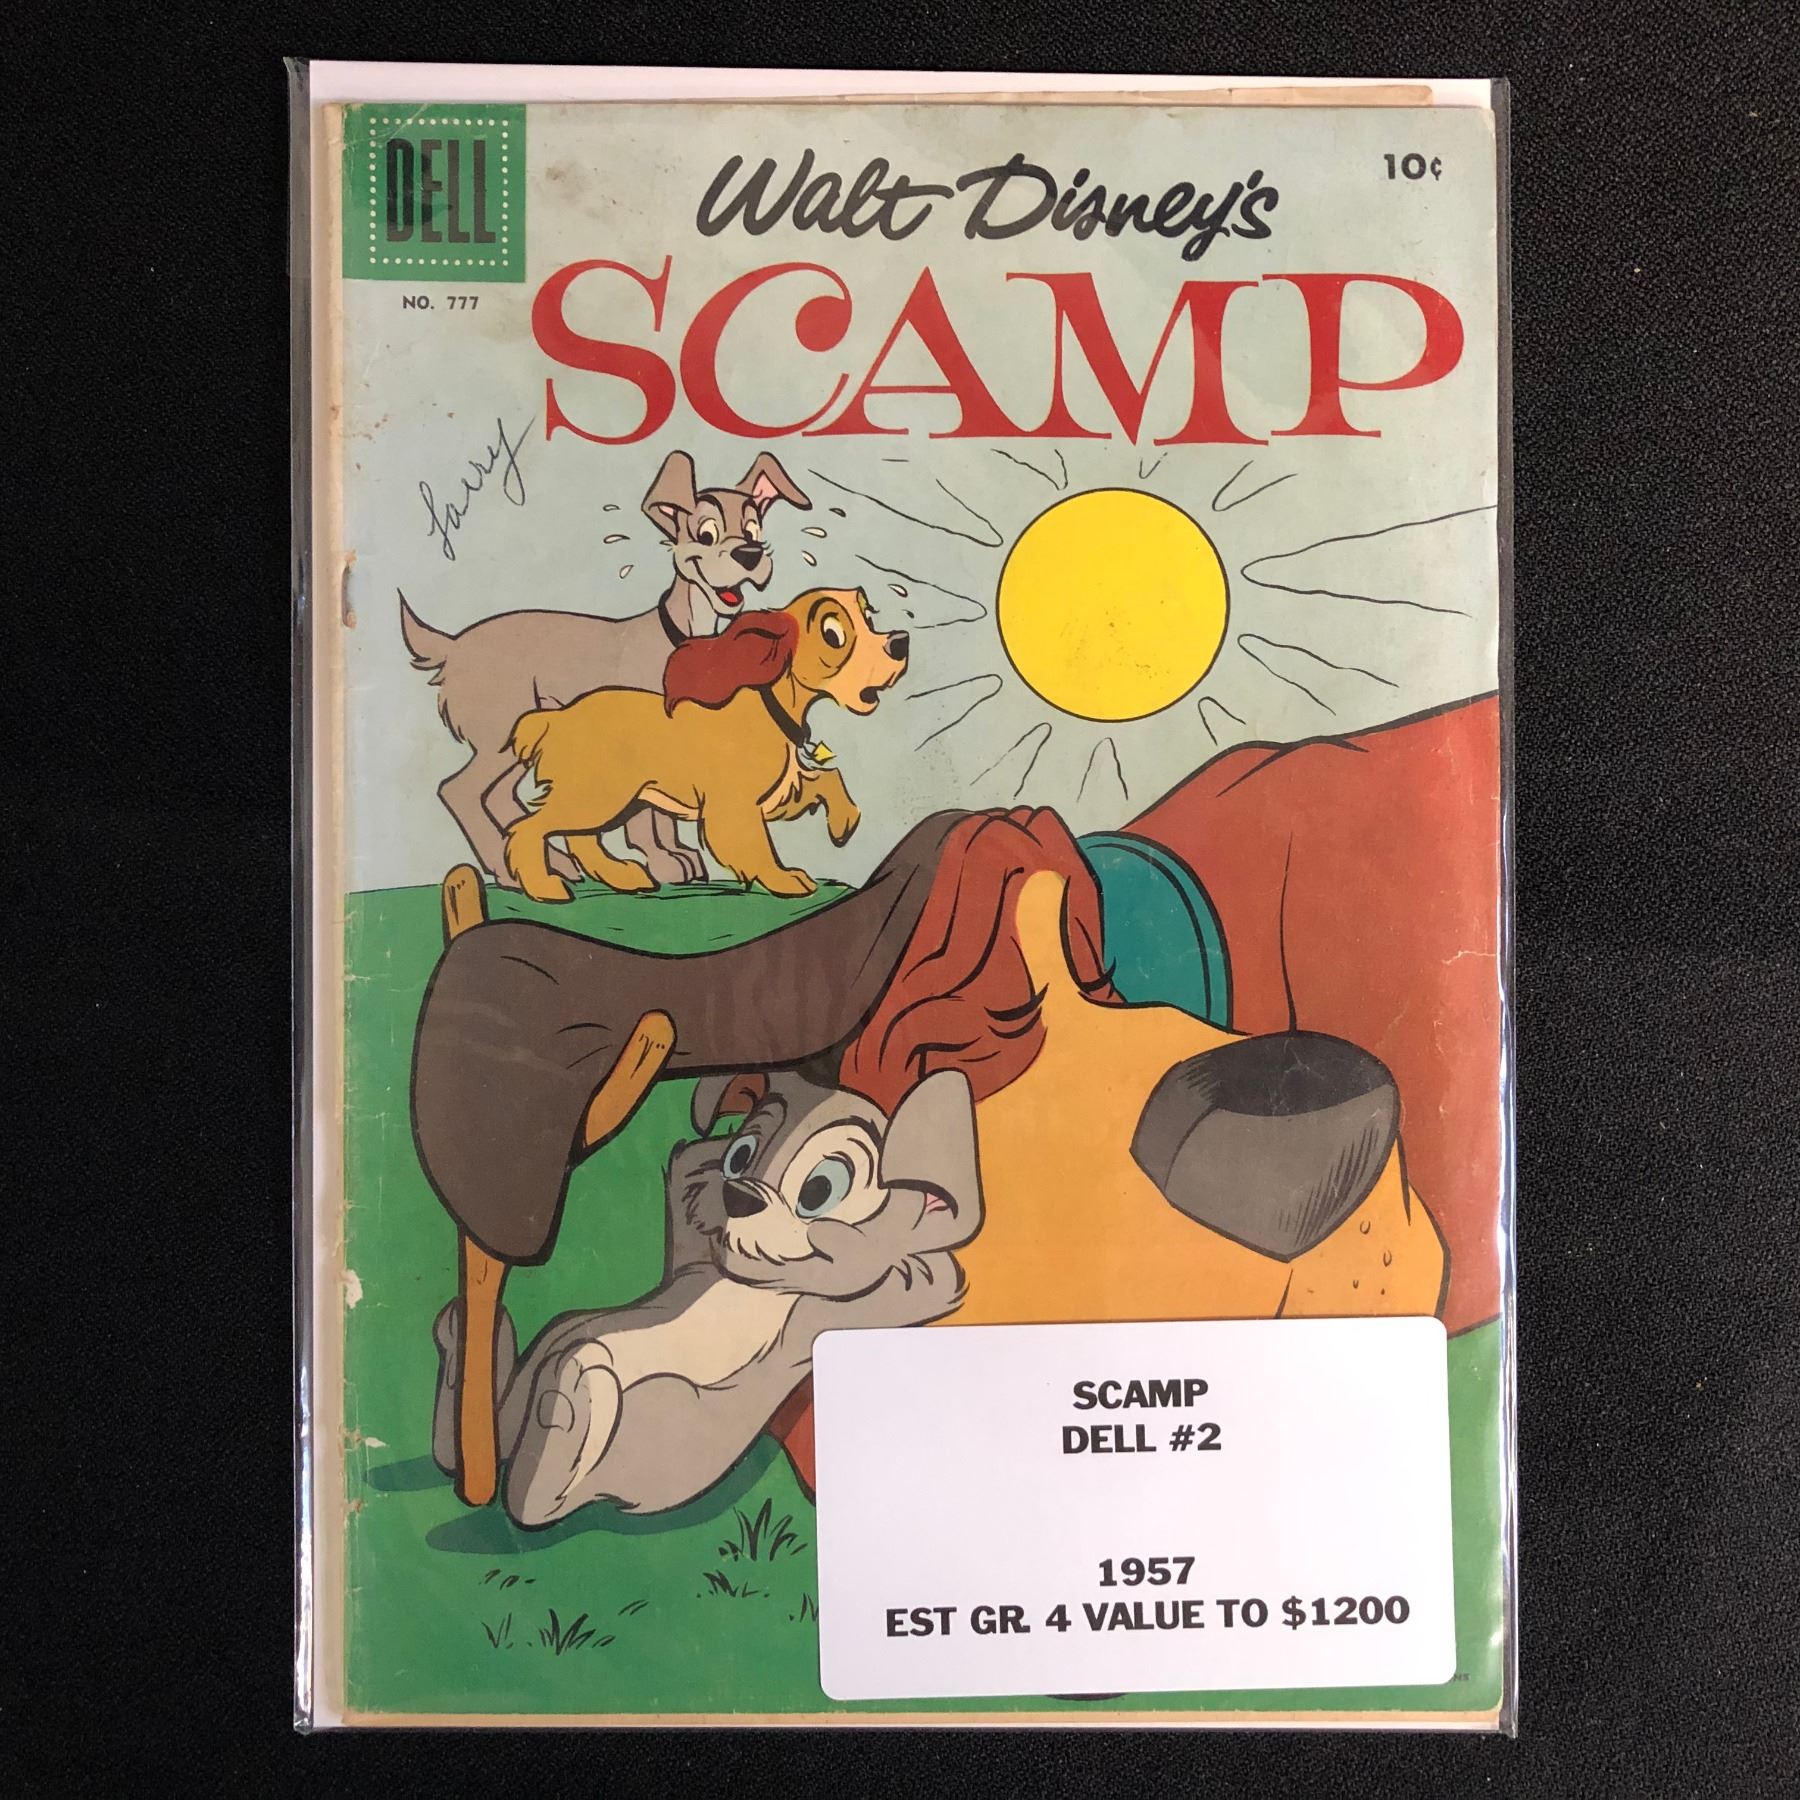 DELL
NO. 777
Walt Disney's
10¢
SCAMP
Larry
SCAMP
DELL #2
1957
EST GR. 4 VALUE TO $1200